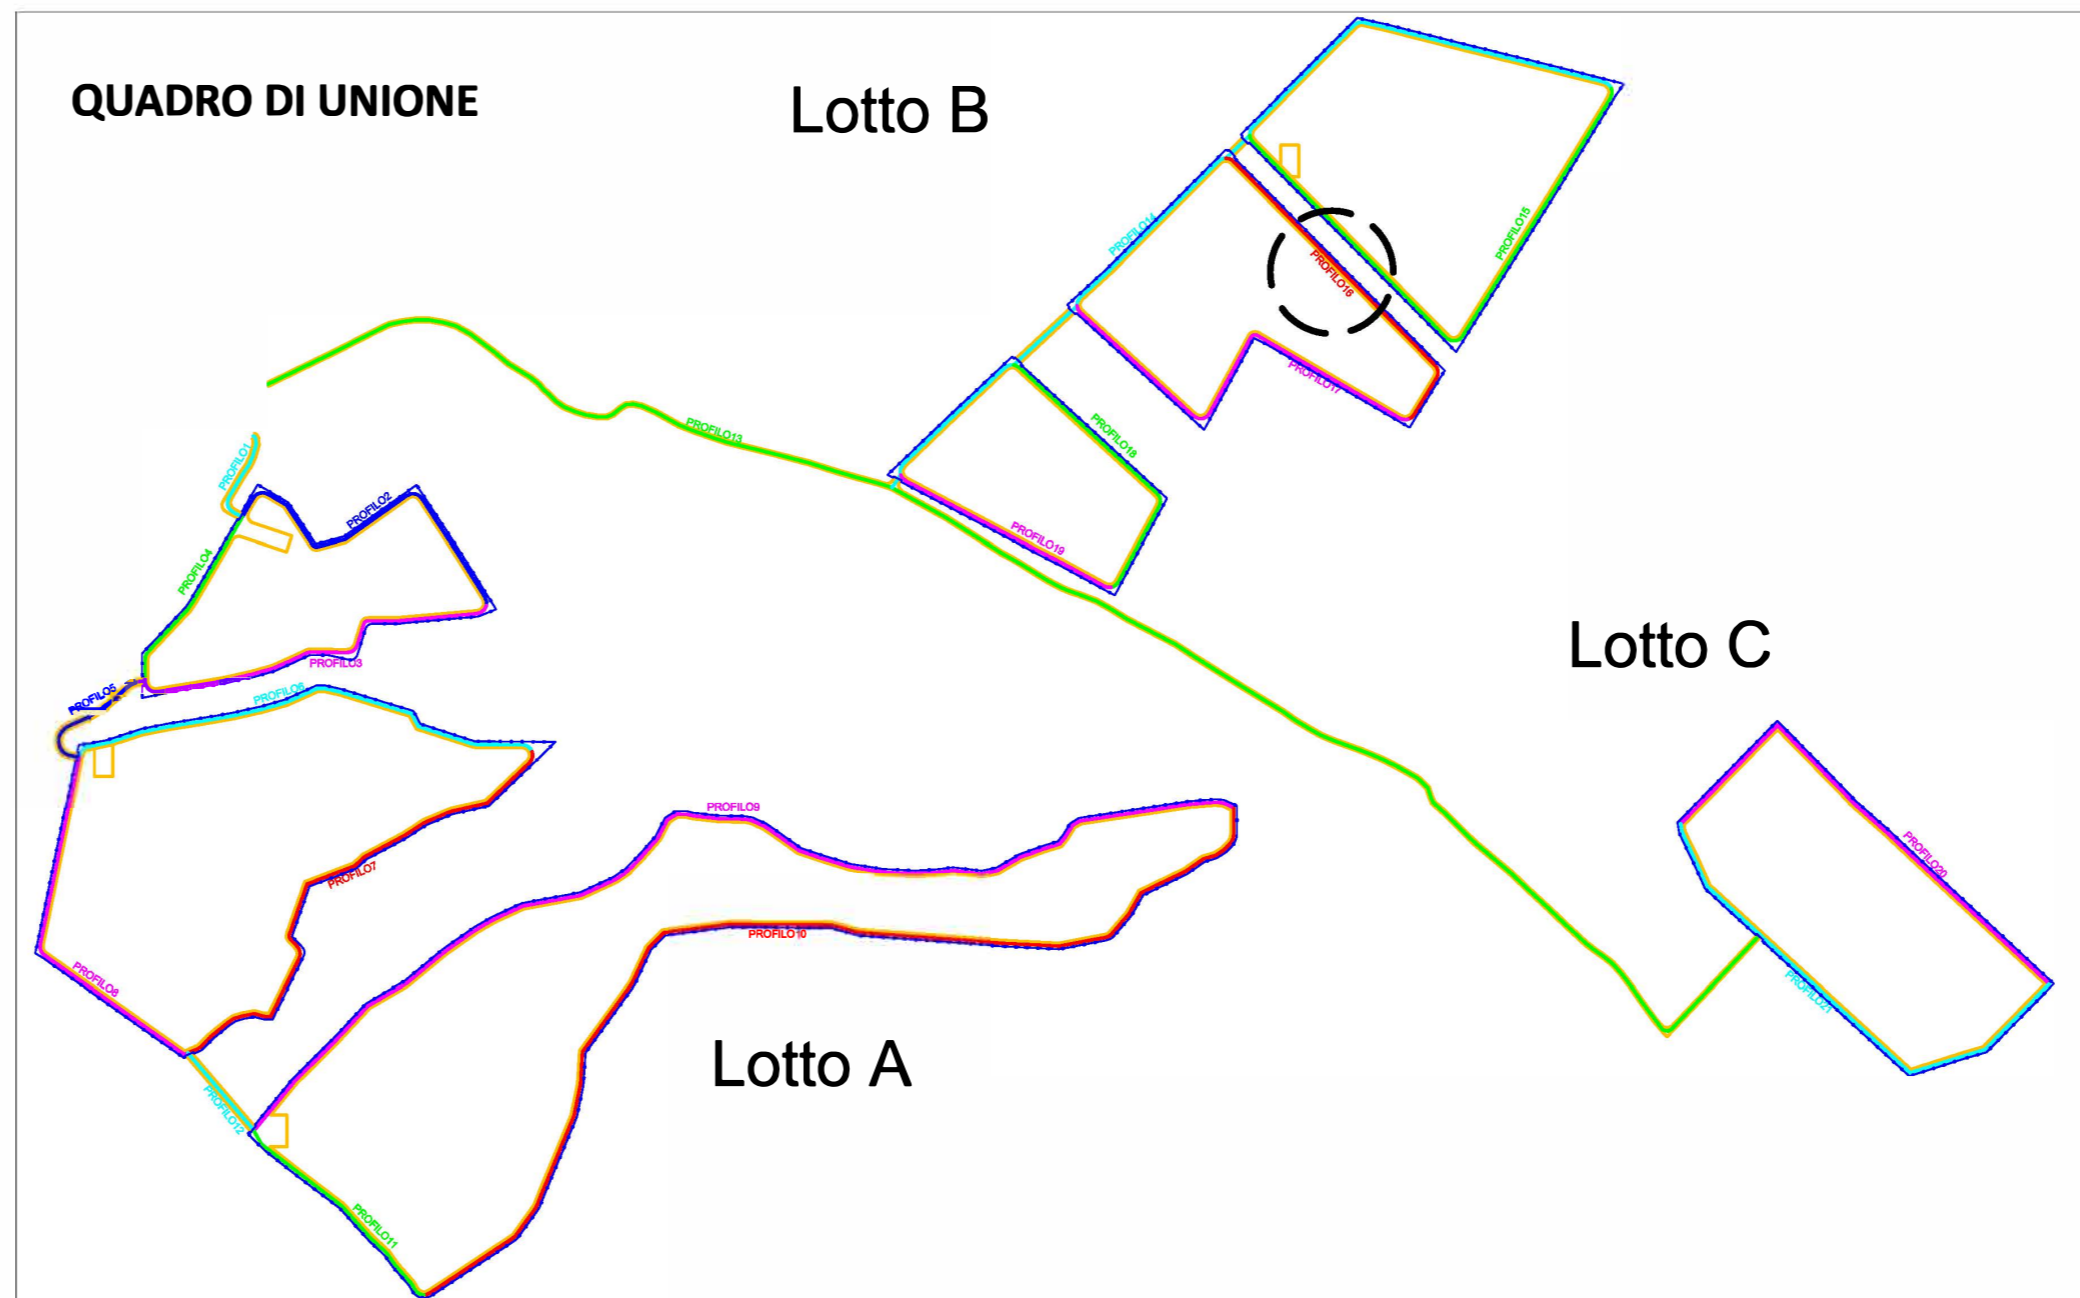 QUADRO DI UNIONE
Lotto B
PROFILO14
PROFILO15
PROFILO16
PROFILO17
PROFILO13
PROFILO18
PROFILO1
PROFILO2
PROFILO19
PROFILO4
Lotto C
PROFILO3
PROFILO5
PROFILO6
PROFILO9
PROFILO20
PROFILO7
PROFILO10
PROFILO8
PROFILO21
Lotto A
PROFILO12
PROFILO11